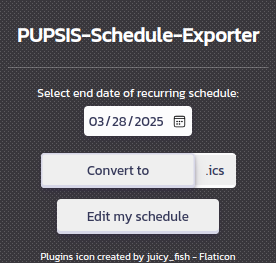 PUPSIS-Schedule-Exporter
Select end date of recurring schedule:
03/28/2025
Convert to .ics
Edit my schedule
Plugins icon created by juicy_fish - Flaticon